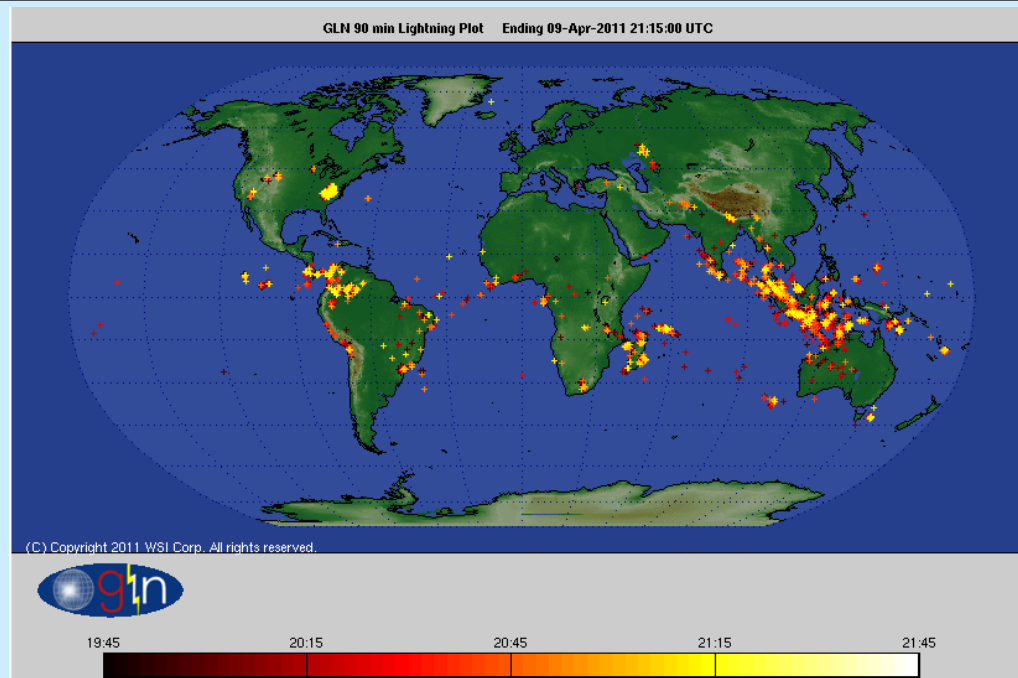 GLN 90 min Lightning Plot Ending 09-Apr-2011 21:15:00 UTC
(C) Copyright 2011 WSI Corp. All rights reserved.
gln
19:45 20:15 20:45 21:15 21:45